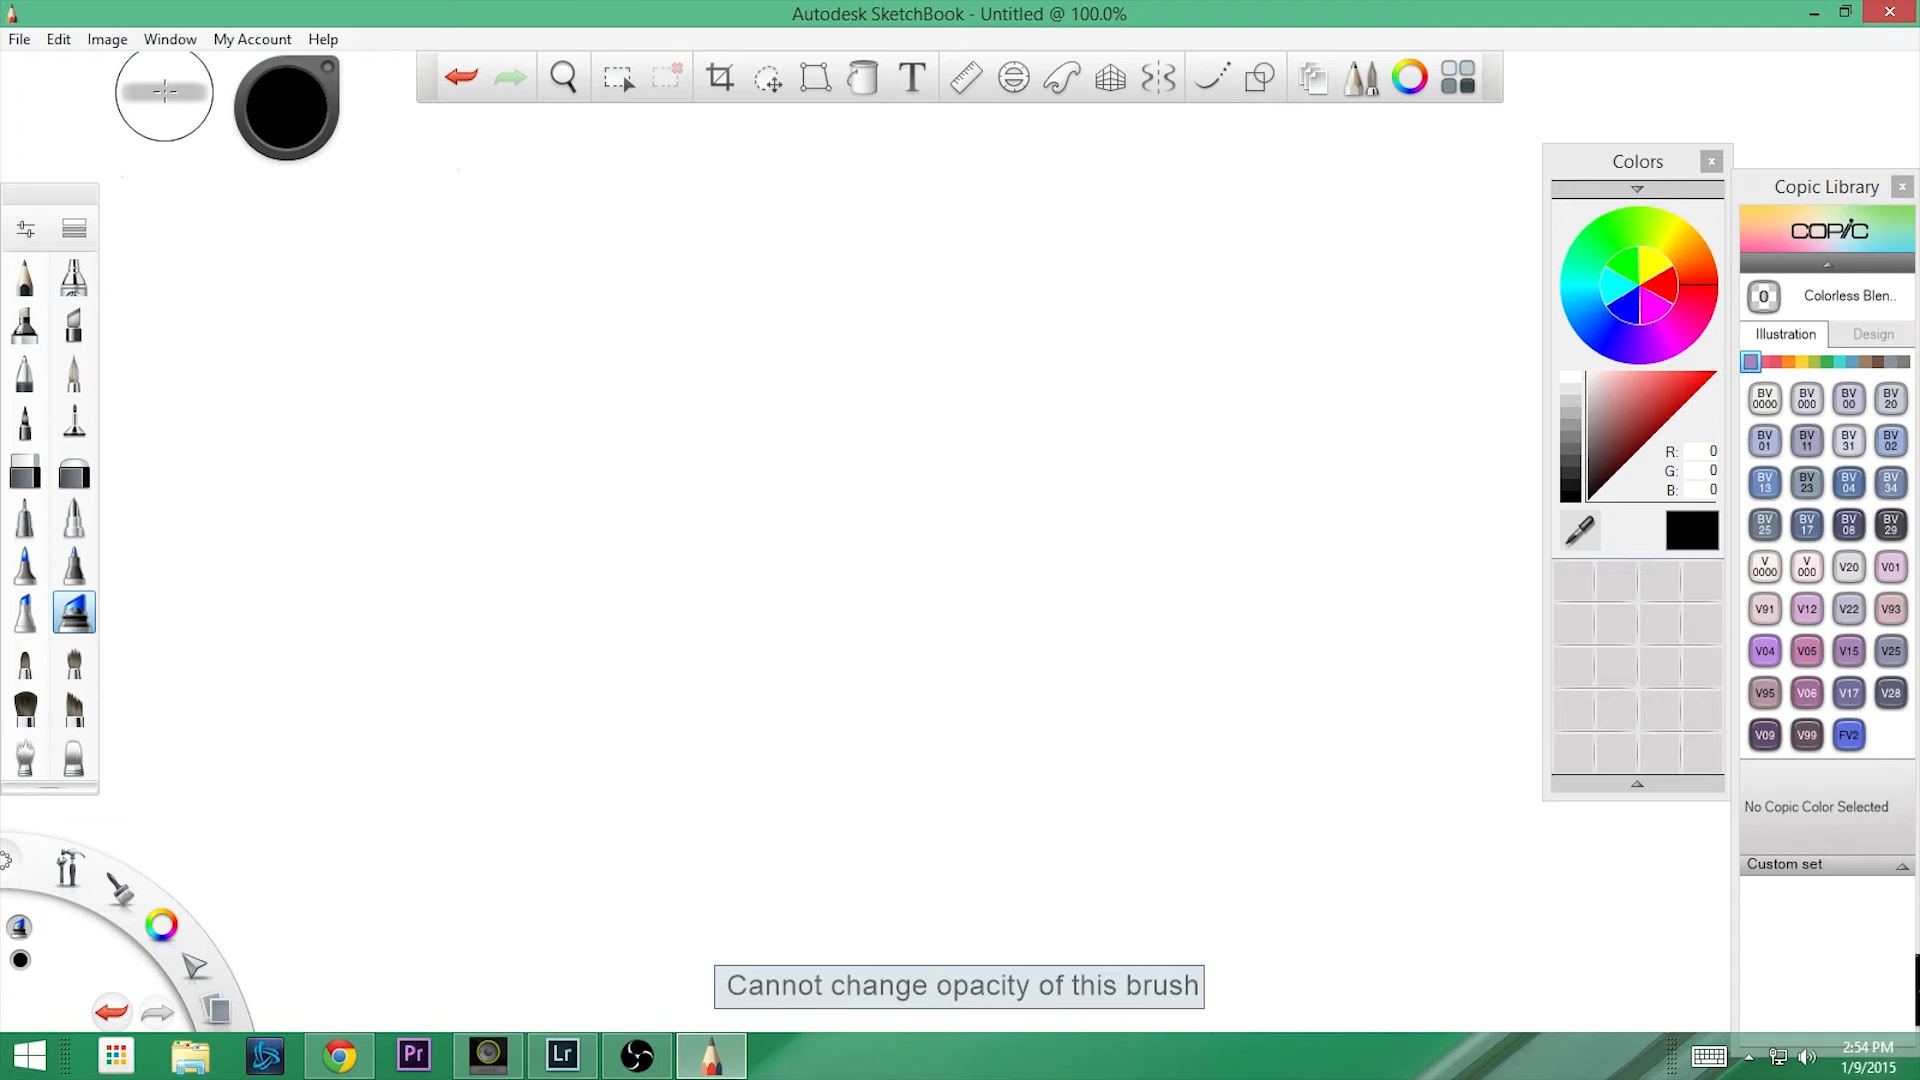 Autodesk SketchBook - Untitled @ 100.0%
File Edit Image Window My Account Help
T
Colors
R: 0
G: 0
B: 0
Copic Library
COPIC
0 Colorless Blen..
Illustration Design
BV 0000 BV 000 BV 00 BV 20
BV 01 BV 11 BV 31 BV 02
BV 13 BV 23 BV 04 BV 34
BV 25 BV 17 BV 08 BV 29
V 0000 V 000 V20 V01
V91 V12 V22 V93
V04 V05 V15 V25
V95 V06 V17 V28
V09 V99 FV2
No Copic Color Selected
Custom set
Cannot change opacity of this brush
Pr Lr
2:54 PM
1/9/2015